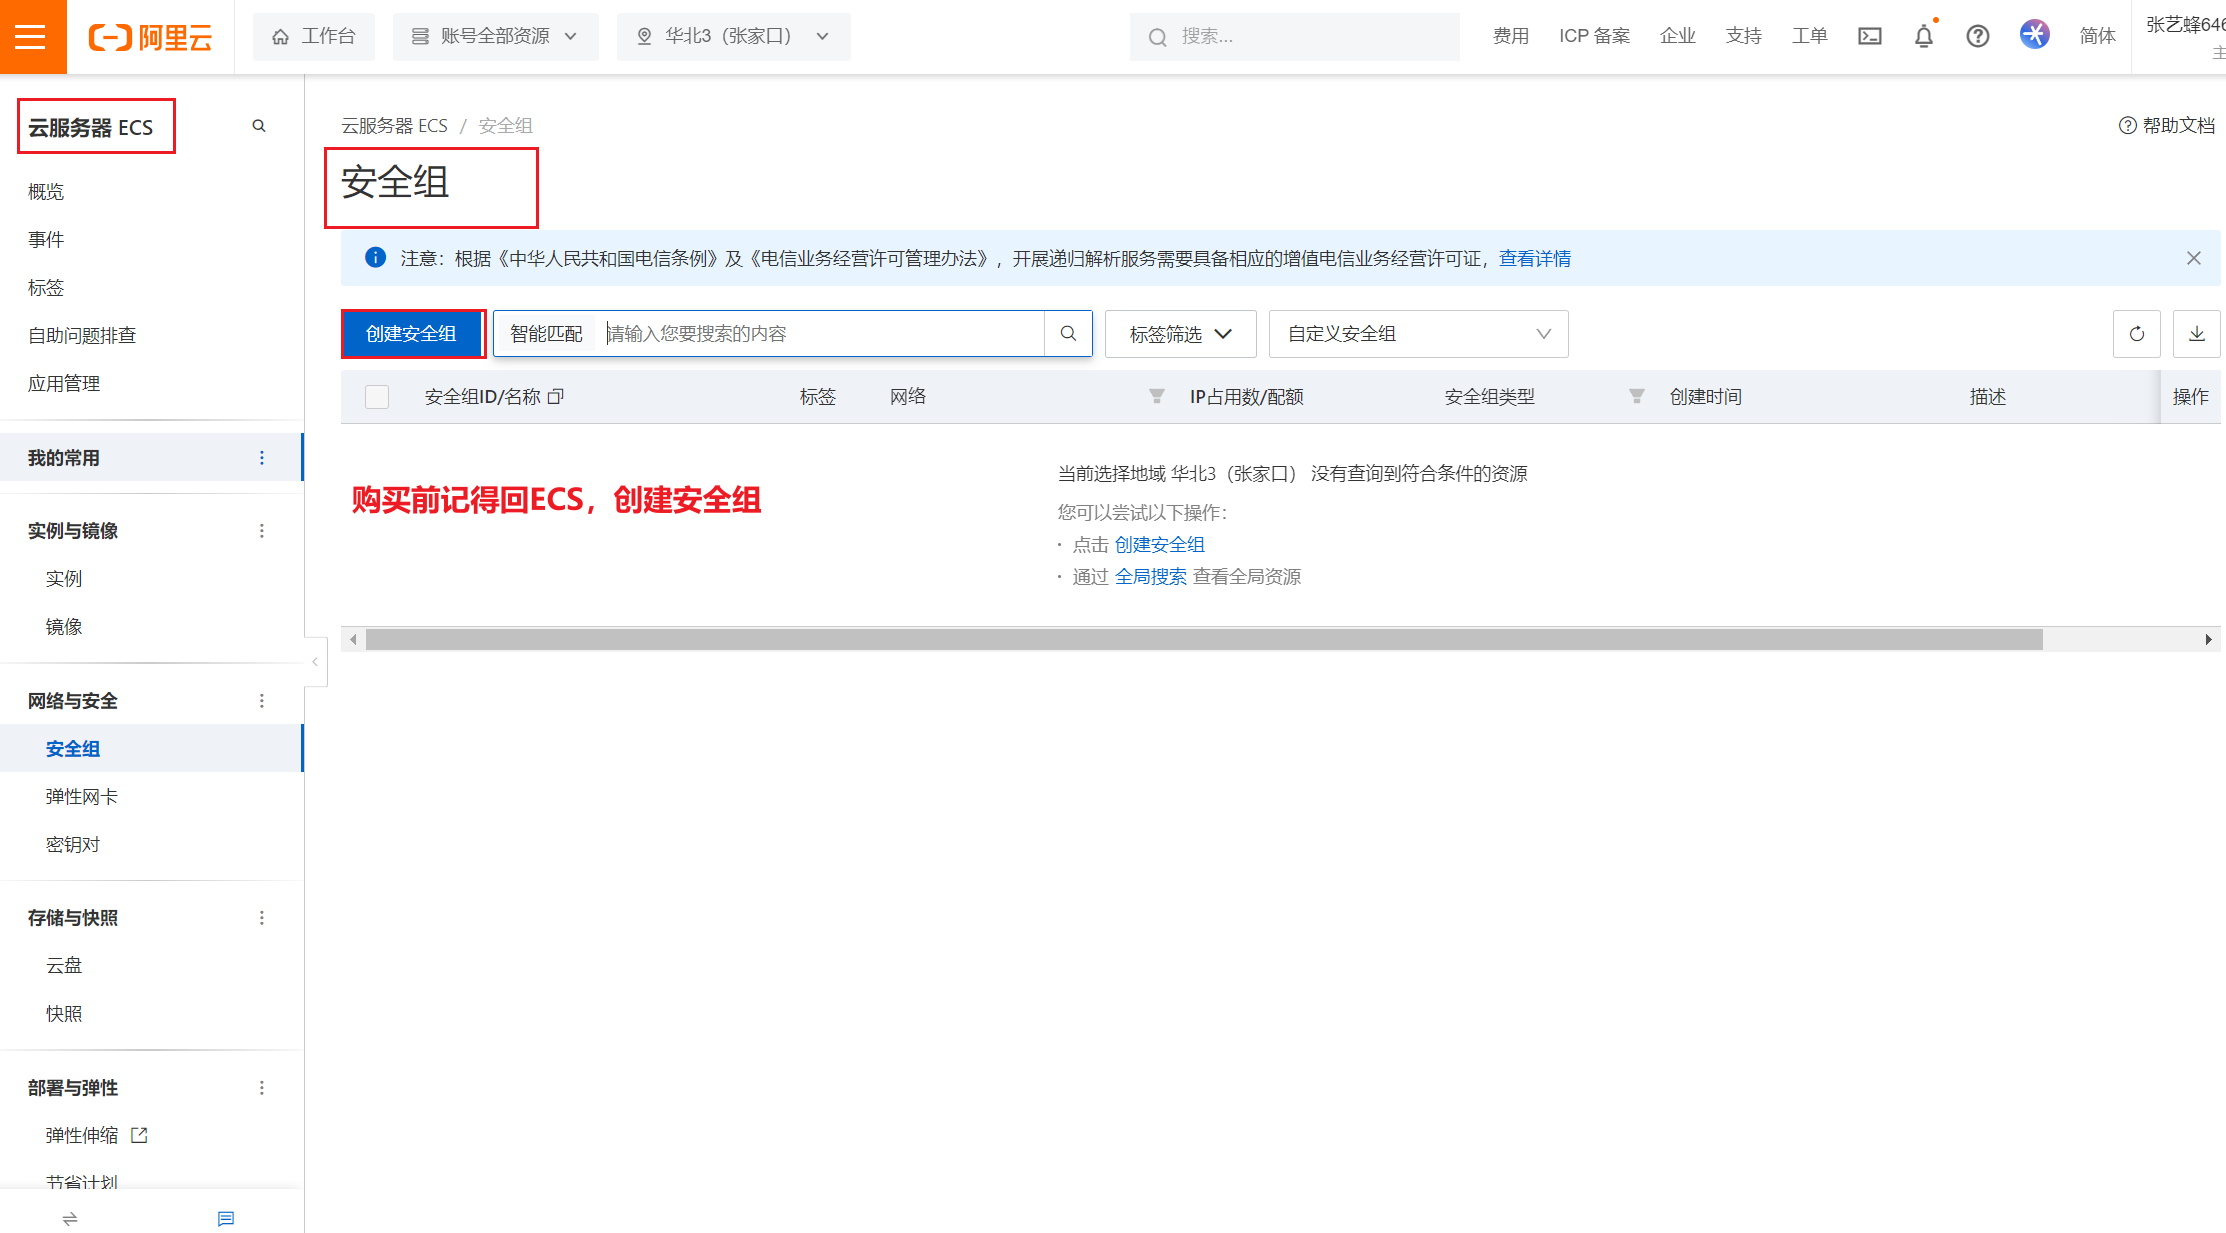 阿里云
工作台
账号全部资源
华北3（张家口）
搜索...
费用
ICP 备案
企业
支持
工单
简体
张艺蜂646
主
云服务器 ECS
概览
事件
标签
自助问题排查
应用管理
我的常用
实例与镜像
实例
镜像
网络与安全
安全组
弹性网卡
密钥对
存储与快照
云盘
快照
部署与弹性
弹性伸缩
节省计划
云服务器 ECS / 安全组
帮助文档
安全组
注意：根据《中华人民共和国电信条例》及《电信业务经营许可管理办法》，开展递归解析服务需要具备相应的增值电信业务经营许可证，查看详情
创建安全组
智能匹配
请输入您要搜索的内容
标签筛选
自定义安全组
安全组ID/名称
标签
网络
IP占用数/配额
安全组类型
创建时间
描述
操作
购买前记得回ECS，创建安全组
当前选择地域 华北3（张家口） 没有查询到符合条件的资源
您可以尝试以下操作：
· 点击 创建安全组
· 通过 全局搜索 查看全局资源